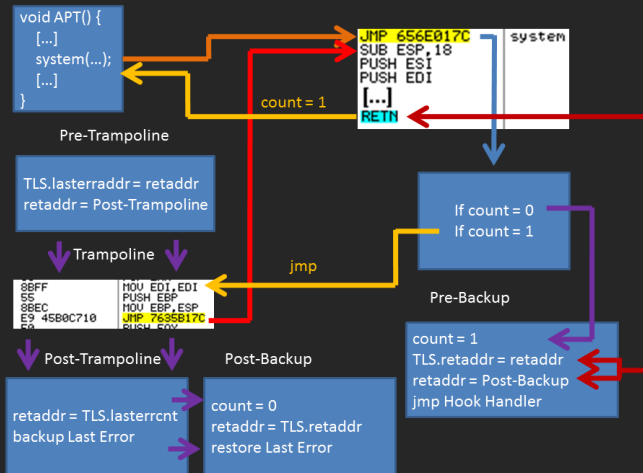 void APT() {
[...]
system(...);
[...]
}
JMP 656E017C
system
SUB ESP,18
PUSH ESI
PUSH EDI
[...]
RETN
count = 1
Pre-Trampoline
TLS.lasterraddr = retaddr
retaddr = Post-Trampoline
If count = 0
If count = 1
Trampoline
jmp
8BFF MOV EDI,EDI
55 PUSH EBP
8BEC MOV EBP,ESP
E9 45B0C710 JMP 7635B17C
PUSH
Pre-Backup
count = 1
TLS.retaddr = retaddr
retaddr = Post-Backup
jmp Hook Handler
Post-Trampoline
Post-Backup
retaddr = TLS.lasterrcnt
backup Last Error
count = 0
retaddr = TLS.retaddr
restore Last Error